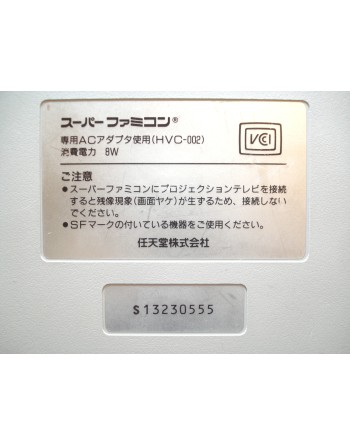 スーパーファミコン®
専用ACアダプタ使用(HVC-002)
消費電力 8W
VCI
ご注意
●スーパーファミコンにプロジェクションテレビを接続
すると残像現象(画面ヤケ)が生ずるため、接続しない
でください。
●SFマークの付いている機器をご使用ください。
任天堂株式会社
S13230555